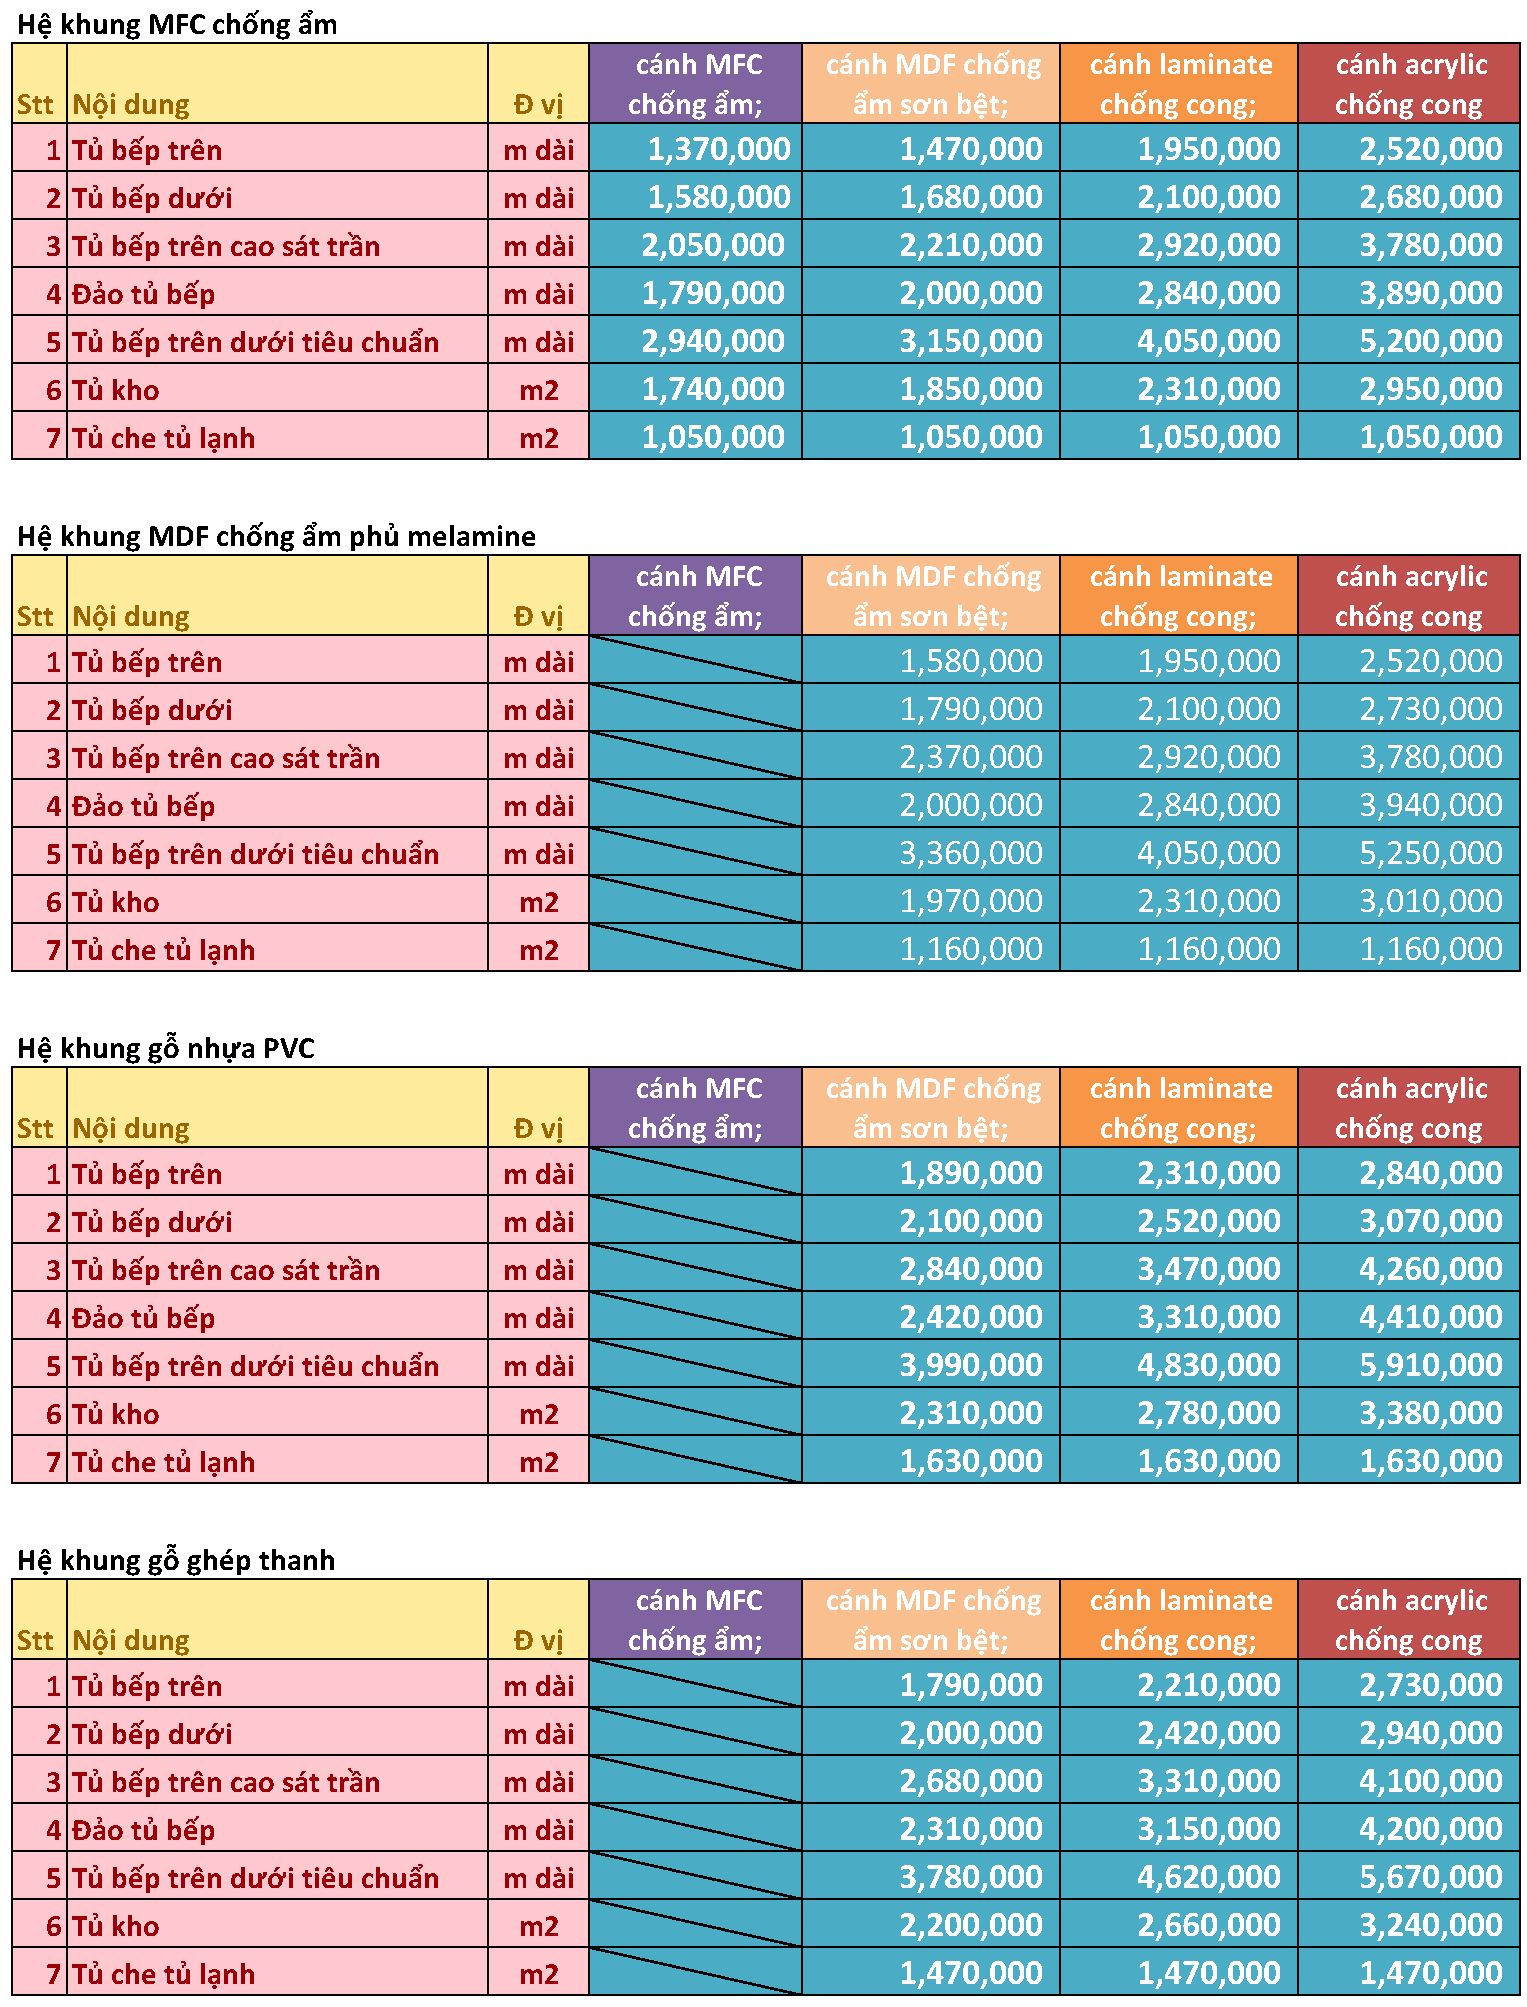 Hệ khung MFC chống ẩm
Stt Nội dung Đ vị cánh MFC chống ẩm; cánh MDF chống ẩm sơn bệt; cánh laminate chống cong; cánh acrylic chống cong
1 Tủ bếp trên m dài 1,370,000 1,470,000 1,950,000 2,520,000
2 Tủ bếp dưới m dài 1,580,000 1,680,000 2,100,000 2,680,000
3 Tủ bếp trên cao sát trần m dài 2,050,000 2,210,000 2,920,000 3,780,000
4 Đảo tủ bếp m dài 1,790,000 2,000,000 2,840,000 3,890,000
5 Tủ bếp trên dưới tiêu chuẩn m dài 2,940,000 3,150,000 4,050,000 5,200,000
6 Tủ kho m2 1,740,000 1,850,000 2,310,000 2,950,000
7 Tủ che tủ lạnh m2 1,050,000 1,050,000 1,050,000 1,050,000
Hệ khung MDF chống ẩm phủ melamine
Stt Nội dung Đ vị cánh MFC chống ẩm; cánh MDF chống ẩm sơn bệt; cánh laminate chống cong; cánh acrylic chống cong
1 Tủ bếp trên m dài 1,580,000 1,950,000 2,520,000
2 Tủ bếp dưới m dài 1,790,000 2,100,000 2,730,000
3 Tủ bếp trên cao sát trần m dài 2,370,000 2,920,000 3,780,000
4 Đảo tủ bếp m dài 2,000,000 2,840,000 3,940,000
5 Tủ bếp trên dưới tiêu chuẩn m dài 3,360,000 4,050,000 5,250,000
6 Tủ kho m2 1,970,000 2,310,000 3,010,000
7 Tủ che tủ lạnh m2 1,160,000 1,160,000 1,160,000
Hệ khung gỗ nhựa PVC
Stt Nội dung Đ vị cánh MFC chống ẩm; cánh MDF chống ẩm sơn bệt; cánh laminate chống cong; cánh acrylic chống cong
1 Tủ bếp trên m dài 1,890,000 2,310,000 2,840,000
2 Tủ bếp dưới m dài 2,100,000 2,520,000 3,070,000
3 Tủ bếp trên cao sát trần m dài 2,840,000 3,470,000 4,260,000
4 Đảo tủ bếp m dài 2,420,000 3,310,000 4,410,000
5 Tủ bếp trên dưới tiêu chuẩn m dài 3,990,000 4,830,000 5,910,000
6 Tủ kho m2 2,310,000 2,780,000 3,380,000
7 Tủ che tủ lạnh m2 1,630,000 1,630,000 1,630,000
Hệ khung gỗ ghép thanh
Stt Nội dung Đ vị cánh MFC chống ẩm; cánh MDF chống ẩm sơn bệt; cánh laminate chống cong; cánh acrylic chống cong
1 Tủ bếp trên m dài 1,790,000 2,210,000 2,730,000
2 Tủ bếp dưới m dài 2,000,000 2,420,000 2,940,000
3 Tủ bếp trên cao sát trần m dài 2,680,000 3,310,000 4,100,000
4 Đảo tủ bếp m dài 2,310,000 3,150,000 4,200,000
5 Tủ bếp trên dưới tiêu chuẩn m dài 3,780,000 4,620,000 5,670,000
6 Tủ kho m2 2,200,000 2,660,000 3,240,000
7 Tủ che tủ lạnh m2 1,470,000 1,470,000 1,470,000